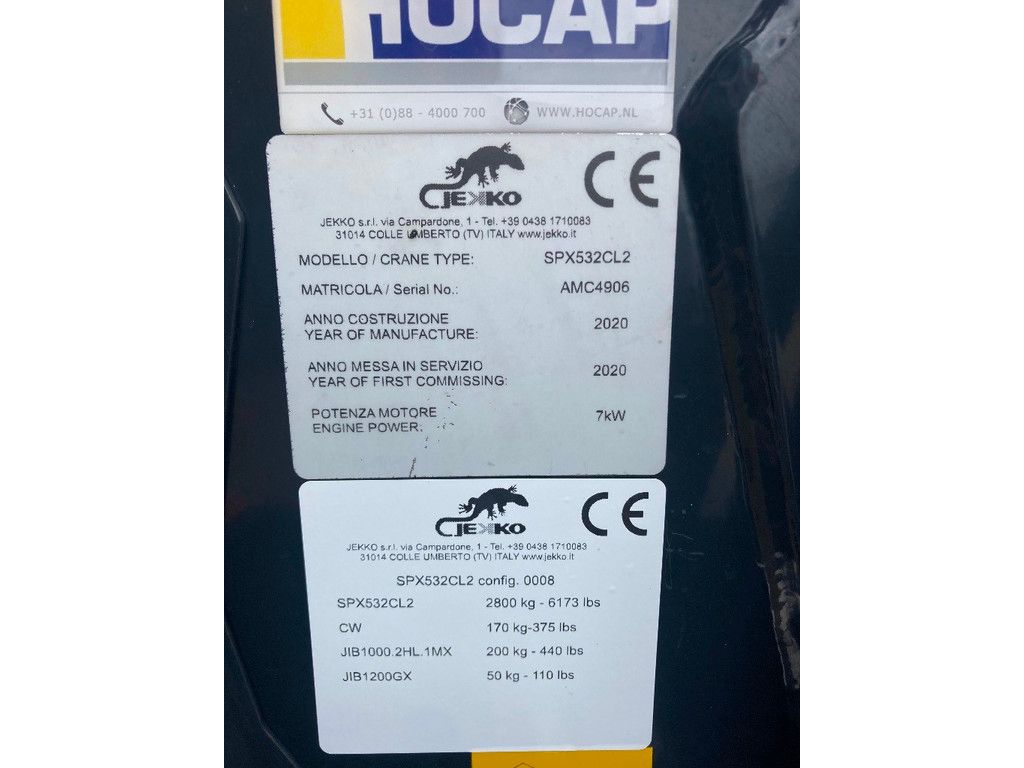 HOCAP
+31 (0)88 - 4000 700 WWW.HOCAP.NL
JEKKO CE
JEKKO s.r.l. via Campardone, 1 - Tel. +39 0438 1710083
31014 COLLE UMBERTO (TV) ITALY www.jekko.it
MODELLO / CRANE TYPE: SPX532CL2
MATRICOLA / Serial No.: AMC4906
ANNO COSTRUZIONE
YEAR OF MANUFACTURE: 2020
ANNO MESSA IN SERVIZIO
YEAR OF FIRST COMMISSING: 2020
POTENZA MOTORE
ENGINE POWER: 7kW
JEKKO CE
JEKKO s.r.l. via Campardone, 1 - Tel. +39 0438 1710083
31014 COLLE UMBERTO (TV) ITALY www.jekko.it
SPX532CL2 config. 0008
SPX532CL2 2800 kg - 6173 lbs
CW 170 kg-375 lbs
JIB1000.2HL.1MX 200 kg - 440 lbs
JIB1200GX 50 kg - 110 lbs